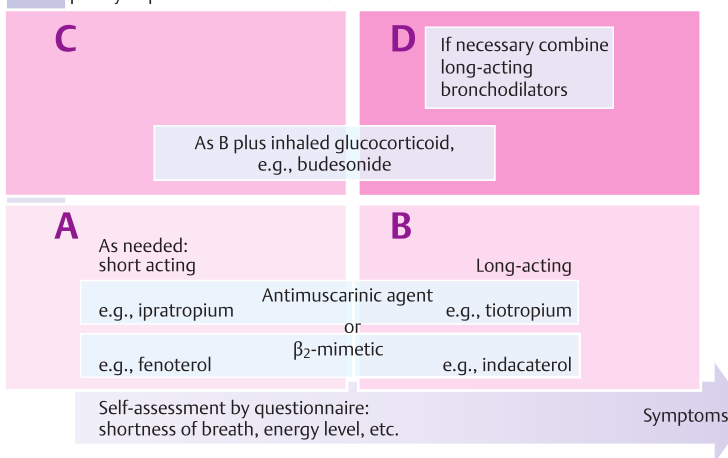 C
D
If necessary combine
long-acting
bronchodilators
As B plus inhaled glucocorticoid,
e.g., budesonide
A
B
As needed:
short acting
Long-acting
Antimuscarinic agent
e.g., ipratropium
e.g., tiotropium
or
β₂-mimetic
e.g., fenoterol
e.g., indacaterol
Self-assessment by questionnaire:
shortness of breath, energy level, etc.
Symptoms